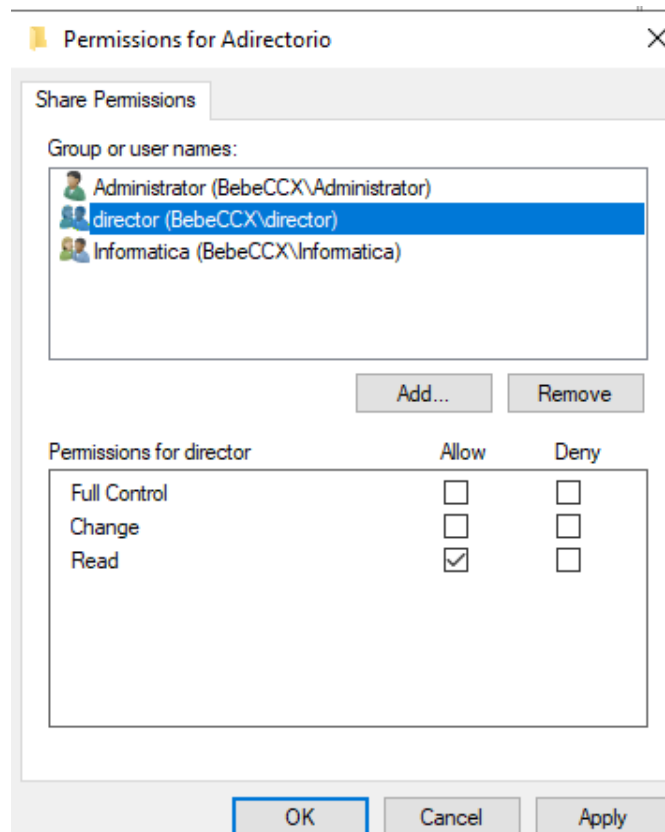 Permissions for Adirectorio
Share Permissions
Group or user names:
Administrator (BebeCCX\Administrator)
director (BebeCCX\director)
Informatica (BebeCCX\Informatica)
Add... Remove
Permissions for director Allow Deny
Full Control
Change
Read
OK Cancel Apply